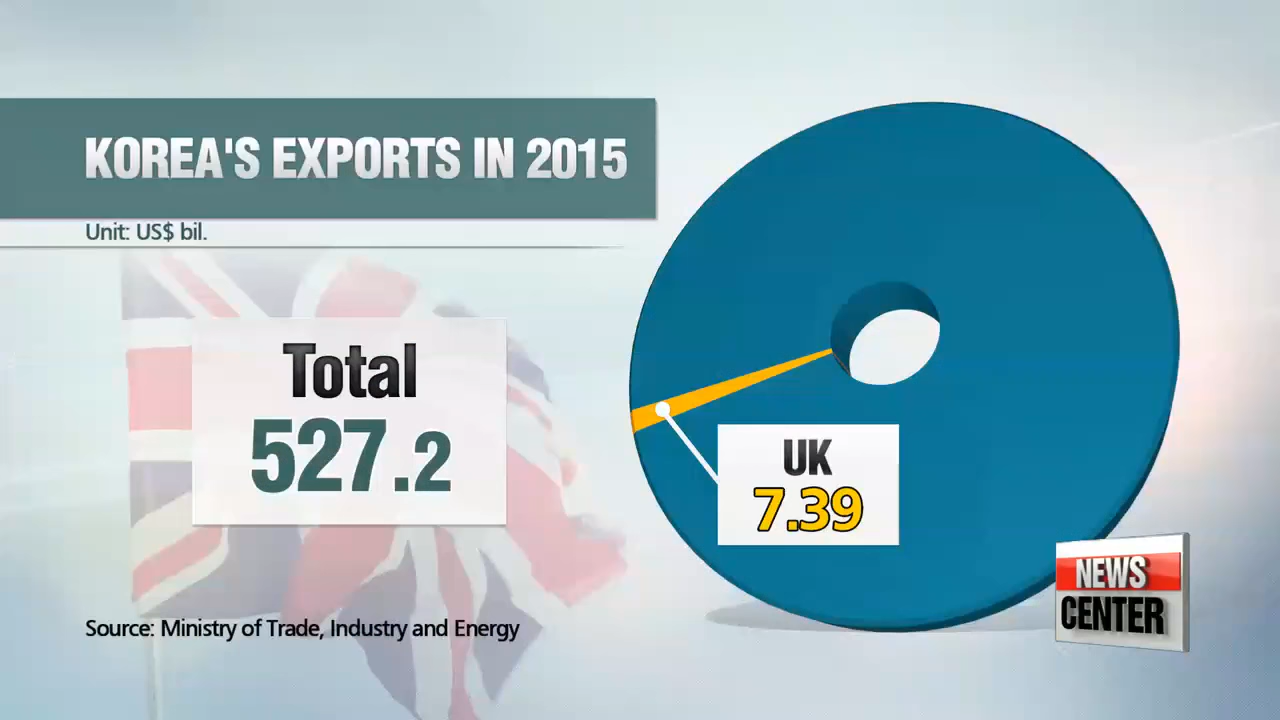 KOREA'S EXPORTS IN 2015
Unit: US$ bil.
Total
527.2
UK
7.39
Source: Ministry of Trade, Industry and Energy
NEWS
CENTER